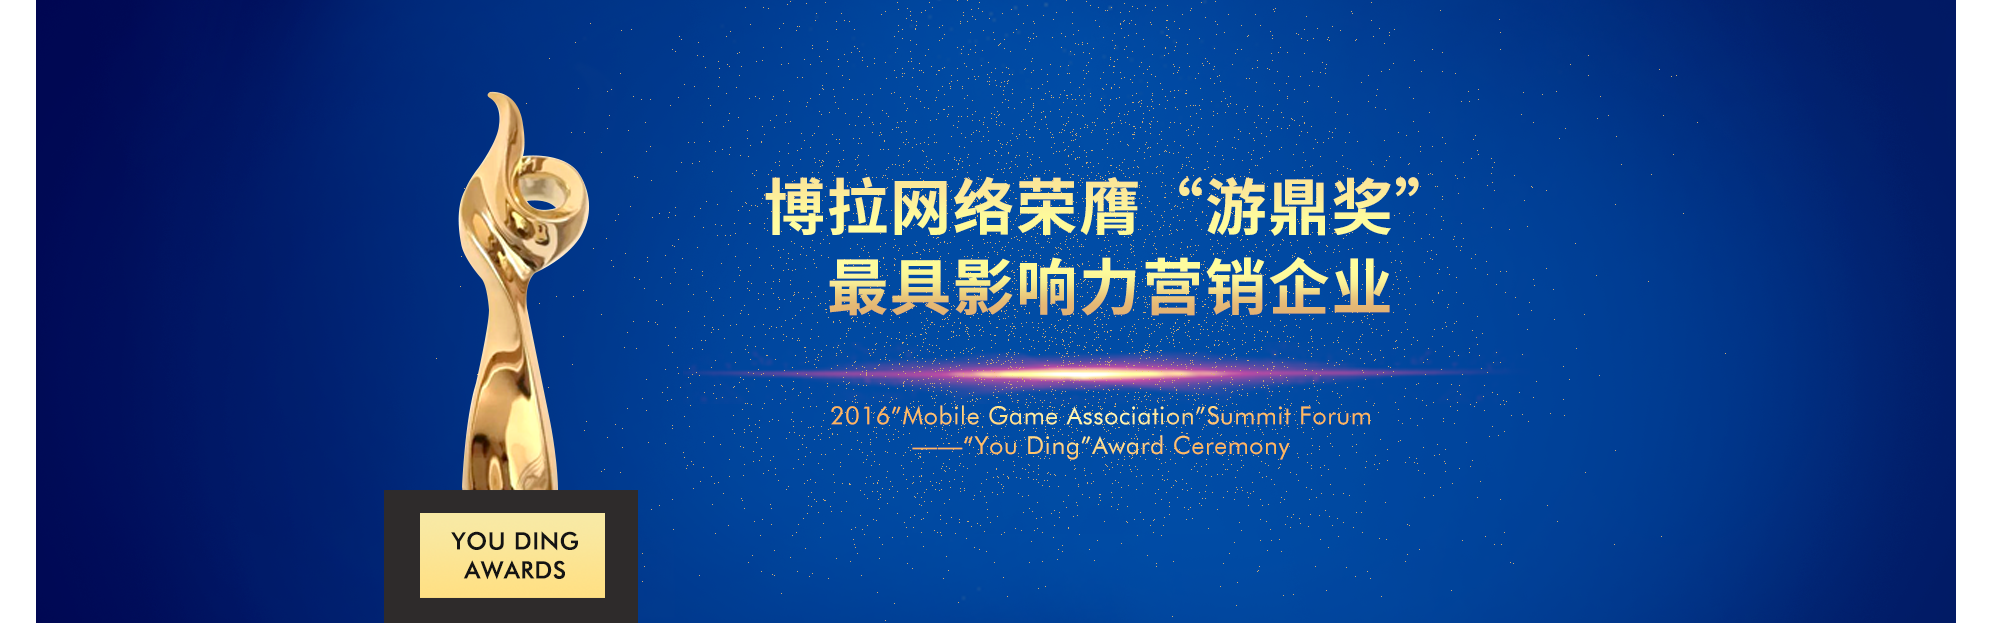 博拉网络荣膺“游鼎奖”
最具影响力营销企业
2016”Mobile Game Association”Summit Forum
——”You Ding”Award Ceremony
YOU DING
AWARDS